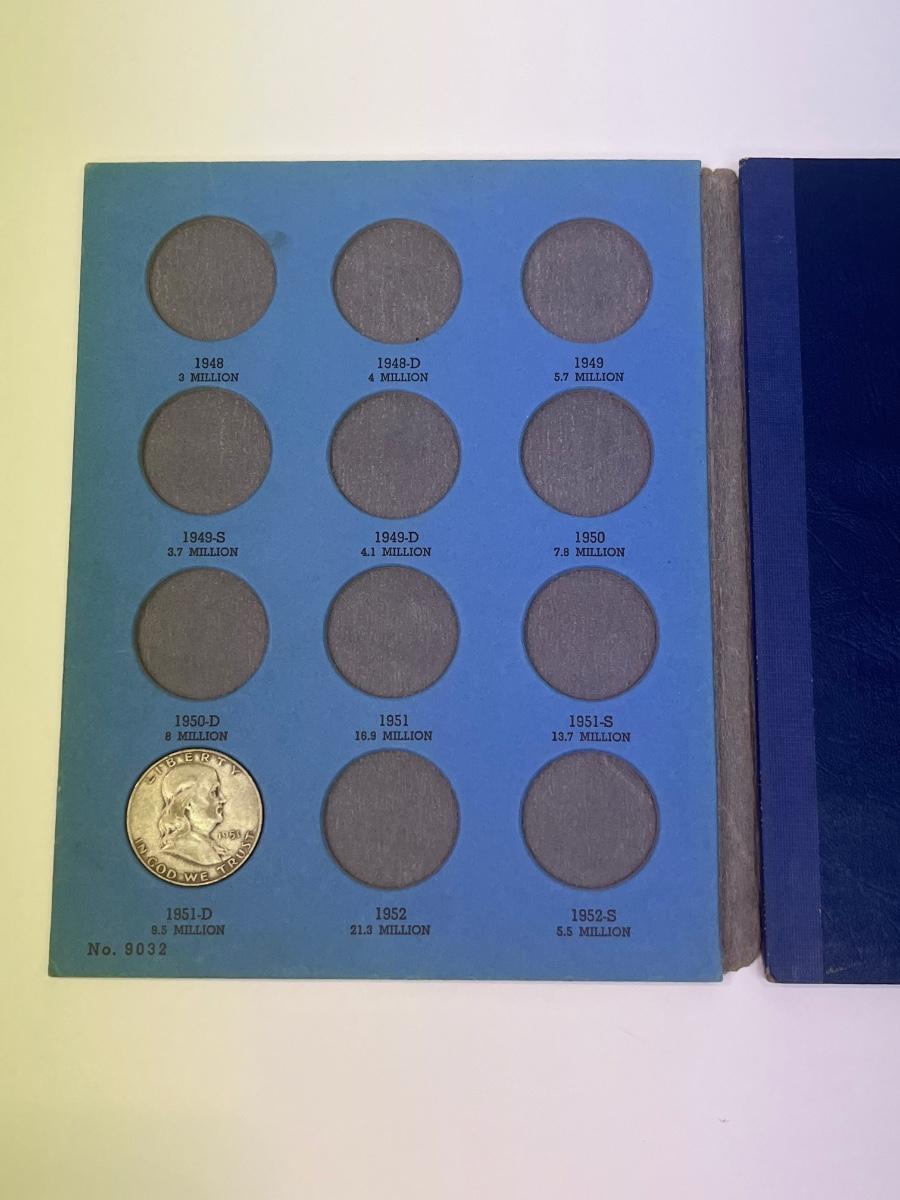 1948 1948-D 1949
3 MILLION 4 MILLION 5.7 MILLION
1949-S 1949-D 1950
3.7 MILLION 4.1 MILLION 7.8 MILLION
1950-D 1951 1951-S
8 MILLION 16.9 MILLION 13.7 MILLION
LIBERTY
1951
IN GOD WE TRUST
1951-D 1952 1952-S
9.5 MILLION 21.3 MILLION 5.5 MILLION
No. 9032